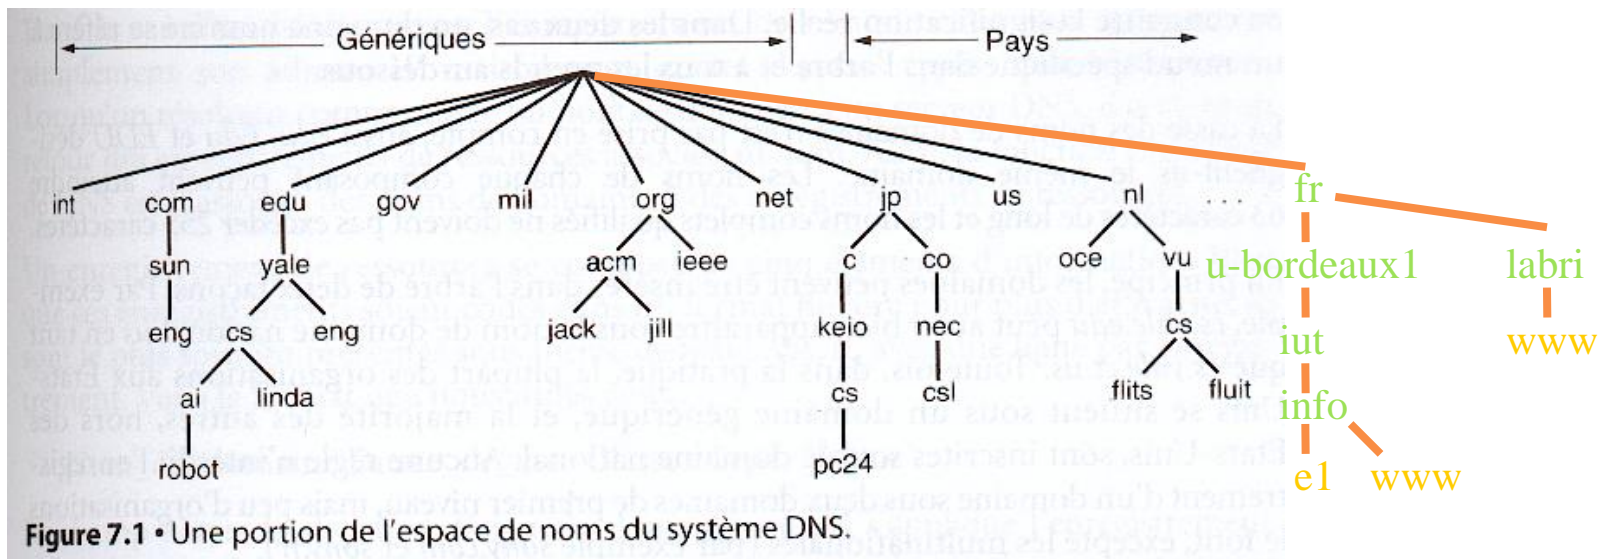 Génériques Pays
int com edu gov mil org net jp us nl ... fr
sun yale acm ieee c co oce vu u-bordeaux1 labri
eng cs eng jack jill keio nec cs iut www
ai linda cs csl flits fluit info
robot pc24 e1 www
Figure 7.1 • Une portion de l'espace de noms du système DNS.